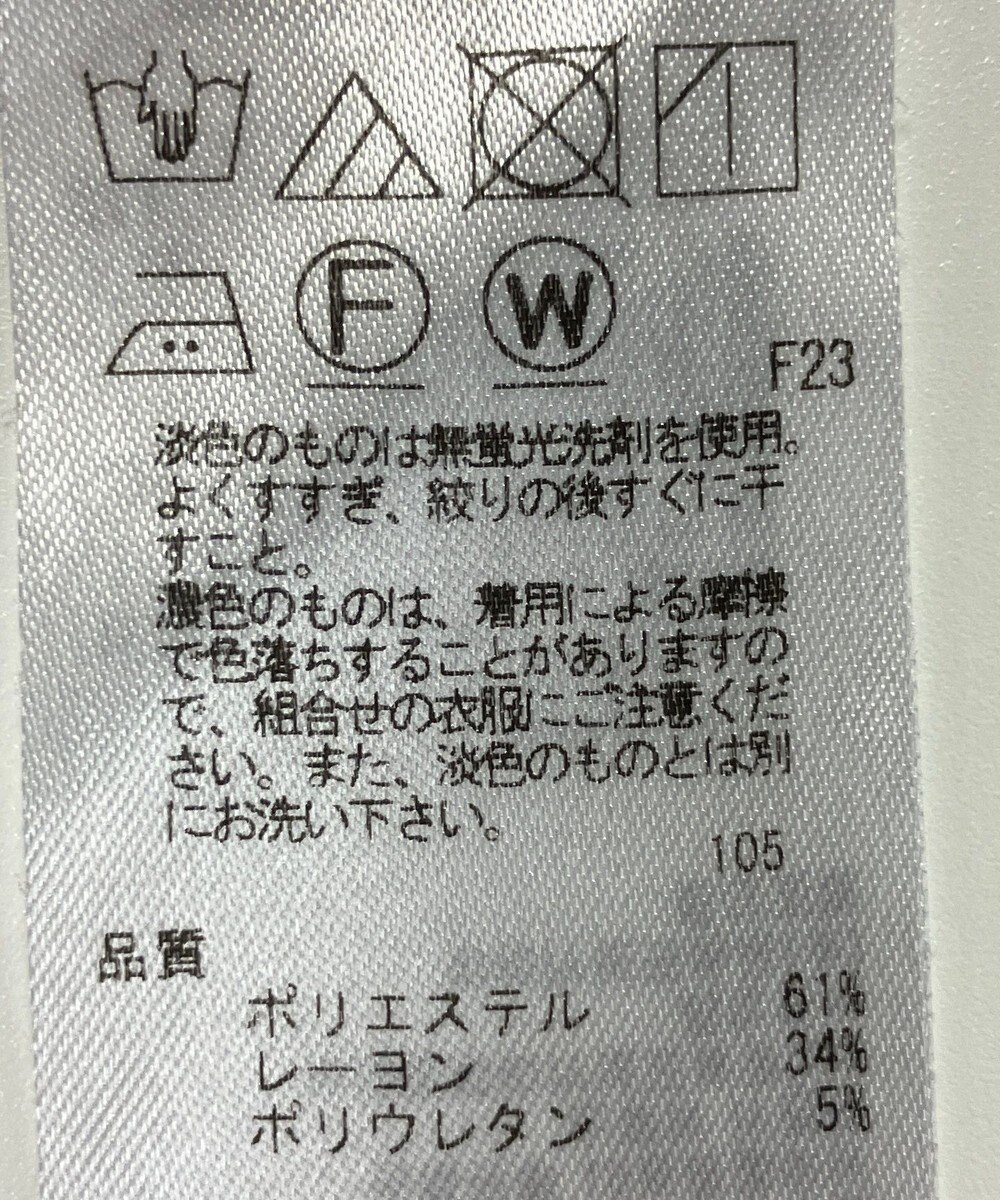 F
W
F23
淡色のものは無蛍光洗剤を使用。
よくすすぎ、絞りの後すぐに干
すこと。
濃色のものは、着用による摩擦
で色落ちすることがありますの
で、組合せの衣服にご注意くだ
さい。また、淡色のものとは別
にお洗い下さい。
105
品質
ポリエステル 61%
レーヨン 34%
ポリウレタン 5%